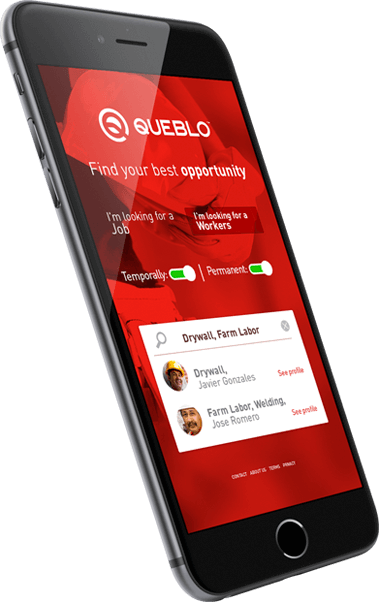 QUEBLO
Find your best opportunity
I'm looking for a
Job
I'm looking for a
Workers
Temporally:
Permanent:
Drywall, Farm Labor
Drywall,
Javier Gonzales
See profile
Farm Labor, Welding,
Jose Romero
See profile
CONTACT ABOUT US TERMS PRIVACY